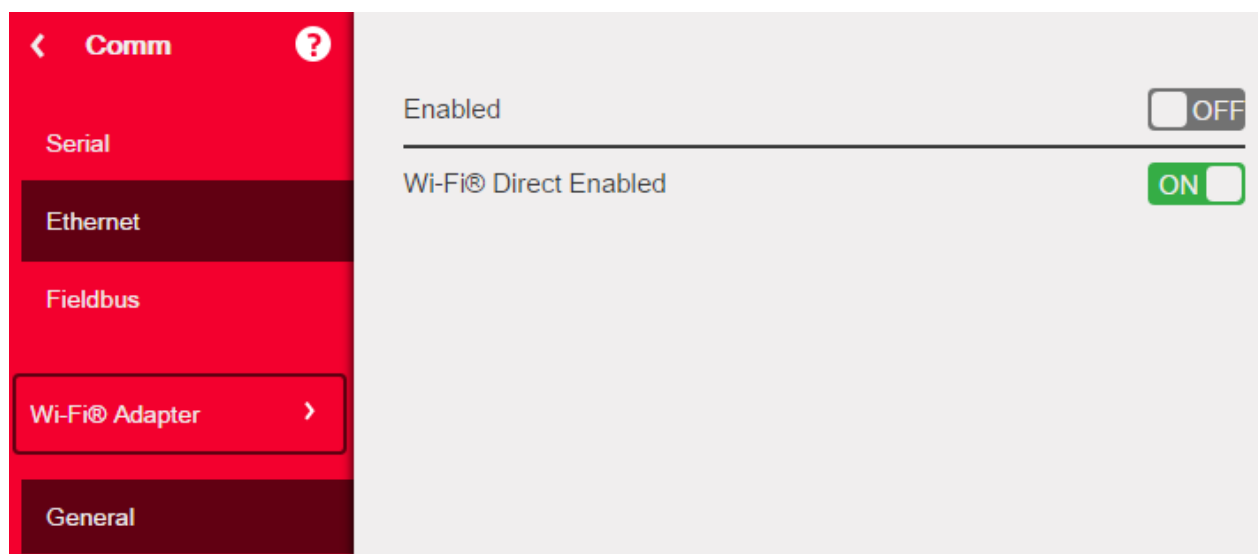 Comm ?
Serial
Ethernet
Fieldbus
Wi-Fi® Adapter
General
Enabled OFF
Wi-Fi® Direct Enabled ON